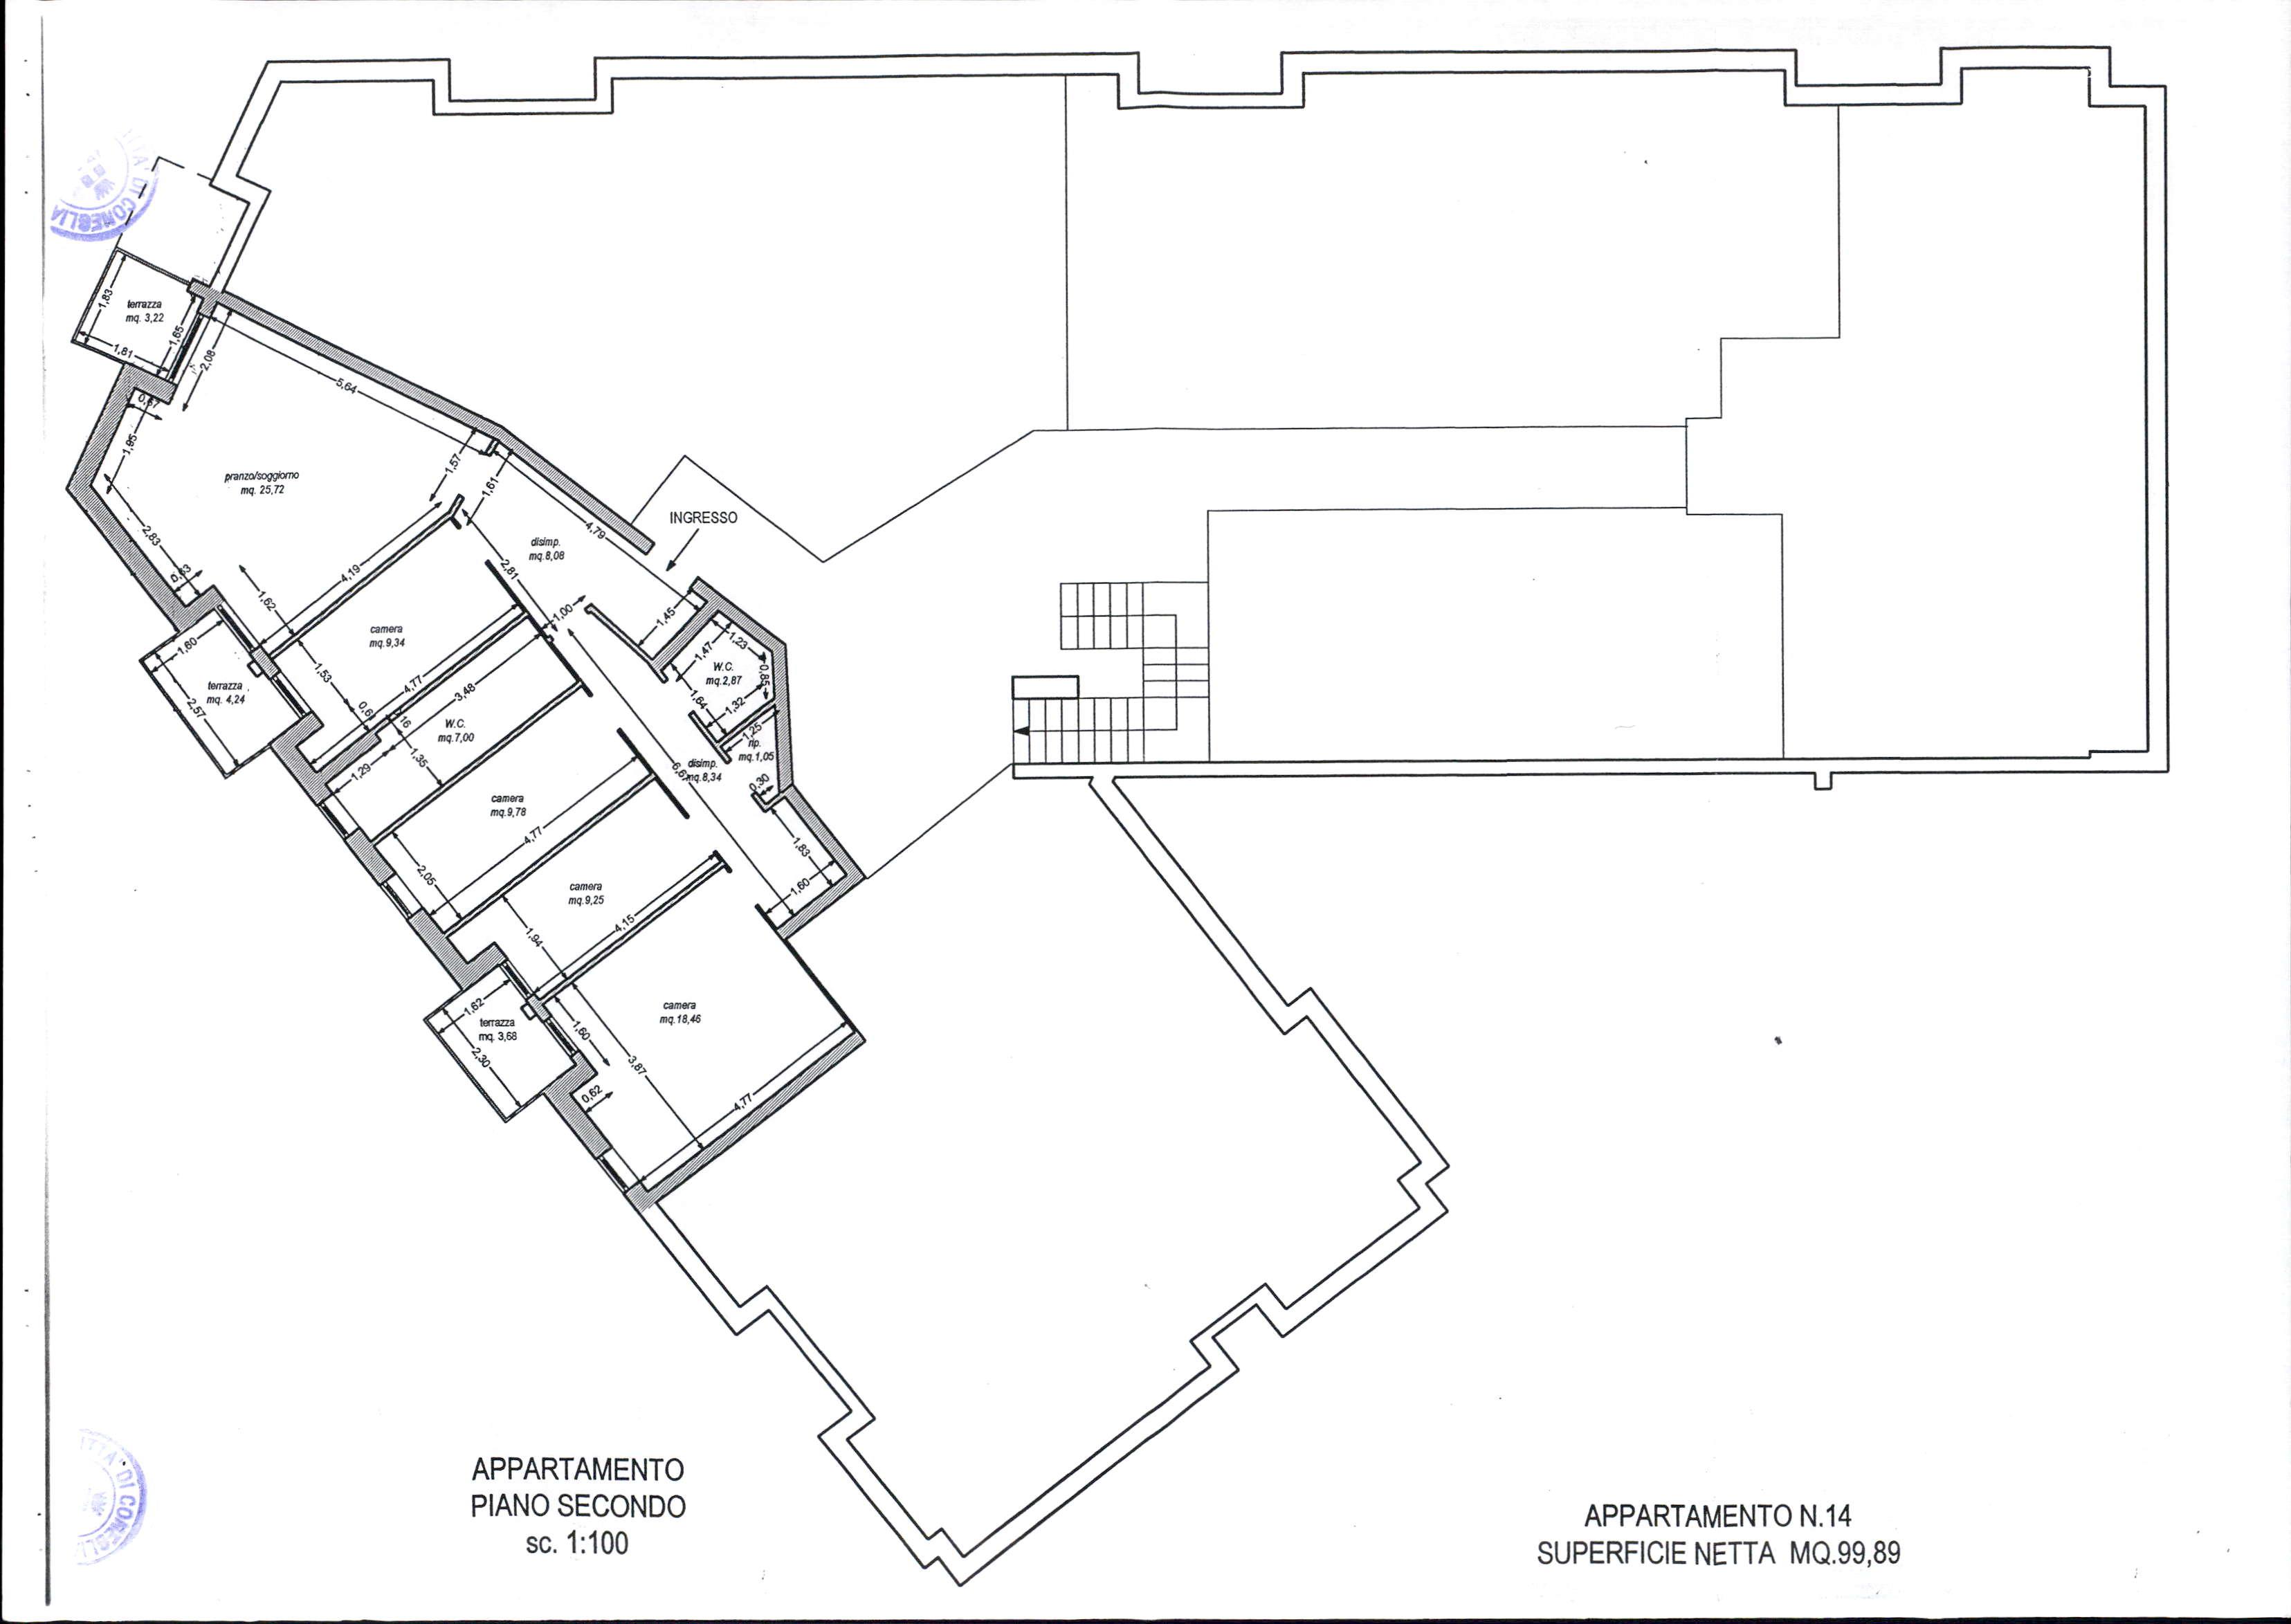 TTA' DI CONEGLIA
terrazza
mq. 3,22
1,83
1,65
1,81
2,08
5,64
0,67
1,95
1,57
1,61
pranzo/soggiorno
mq. 25,72
INGRESSO
4,79
2,83
0,63
disimp.
mq.8,08
2,81
4,19
1,62
1,00
1,45
camera
mq.9,34
1,60
terrazza
mq. 4,24
2,57
1,53
4,77
3,48
1,23
1,47
W.C.
mq.2,87
0,85
1,64
1,32
W.C.
mq.7,00
1,35
1,29
1,25
rip.
mq.1,05
disimp.
mq.8,34
0,30
camera
mq.9,78
4,77
2,05
1,83
1,60
camera
mq.9,25
4,15
1,94
camera
mq.18,46
1,62
terrazza
mq. 3,68
2,30
1,60
3,87
0,62
4,77
ITTA' DI CONEGLI
APPARTAMENTO
PIANO SECONDO
sc. 1:100
APPARTAMENTO N.14
SUPERFICIE NETTA MQ.99,89